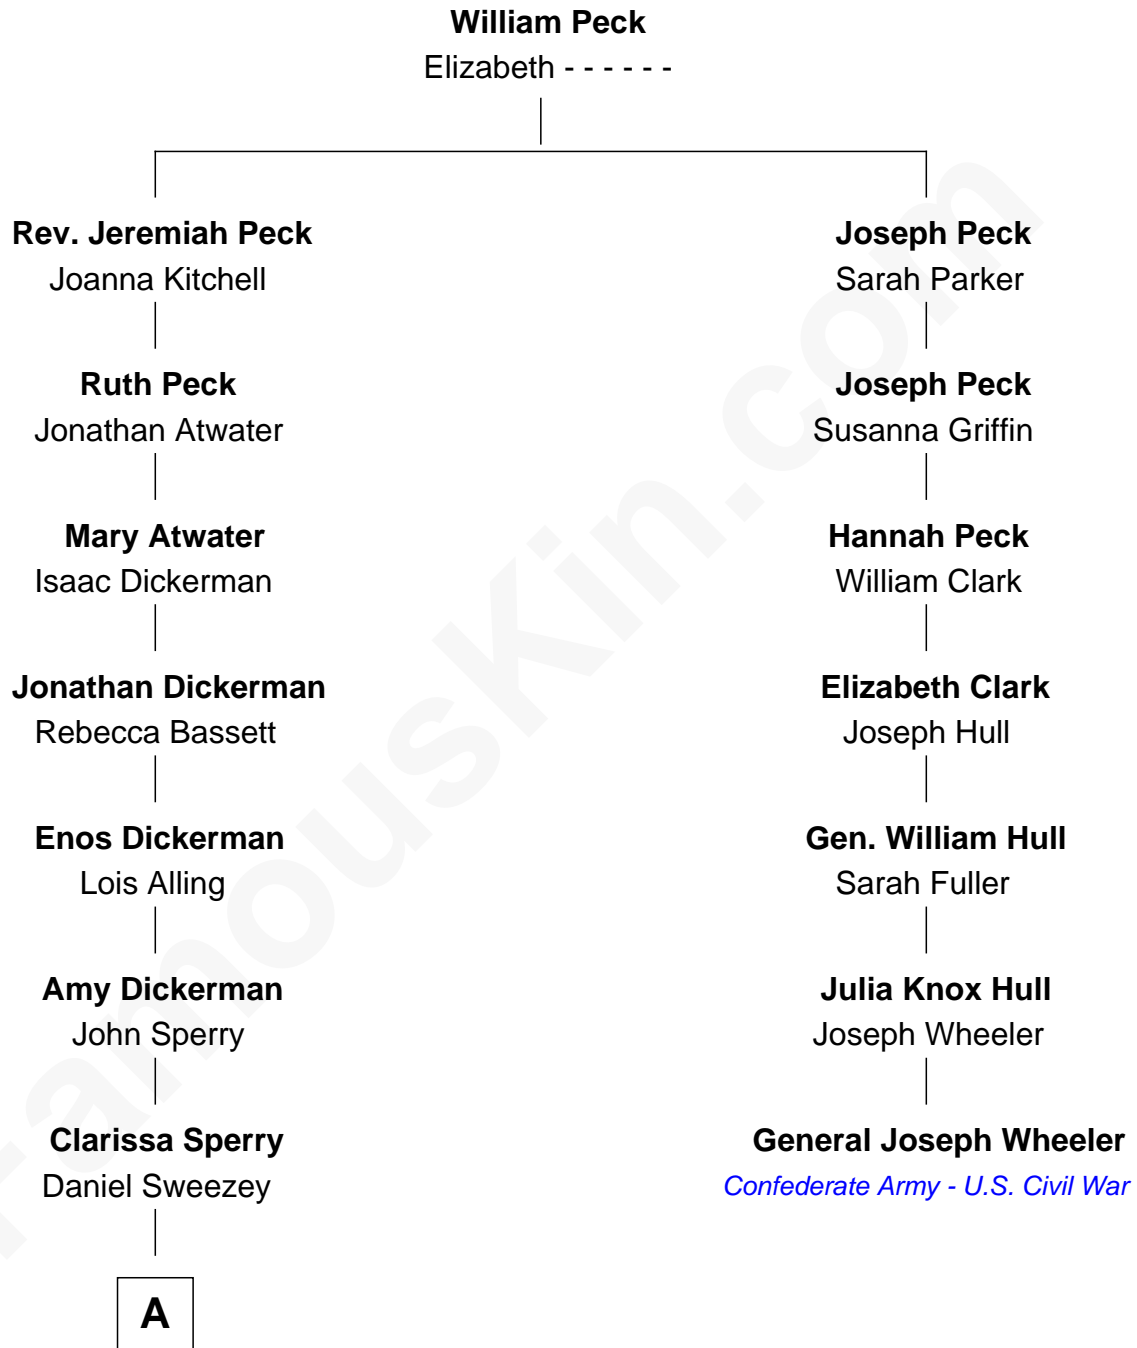 William Peck
Elizabeth - - - - - -
Rev. Jeremiah Peck
Joanna Kitchell
Joseph Peck
Sarah Parker
Ruth Peck
Jonathan Atwater
Joseph Peck
Susanna Griffin
Mary Atwater
Isaac Dickerman
Hannah Peck
William Clark
Jonathan Dickerman
Rebecca Bassett
Elizabeth Clark
Joseph Hull
Enos Dickerman
Lois Alling
Gen. William Hull
Sarah Fuller
Amy Dickerman
John Sperry
Julia Knox Hull
Joseph Wheeler
Clarissa Sperry
Daniel Sweezey
General Joseph Wheeler
Confederate Army - U.S. Civil War
A
FamousKin.com